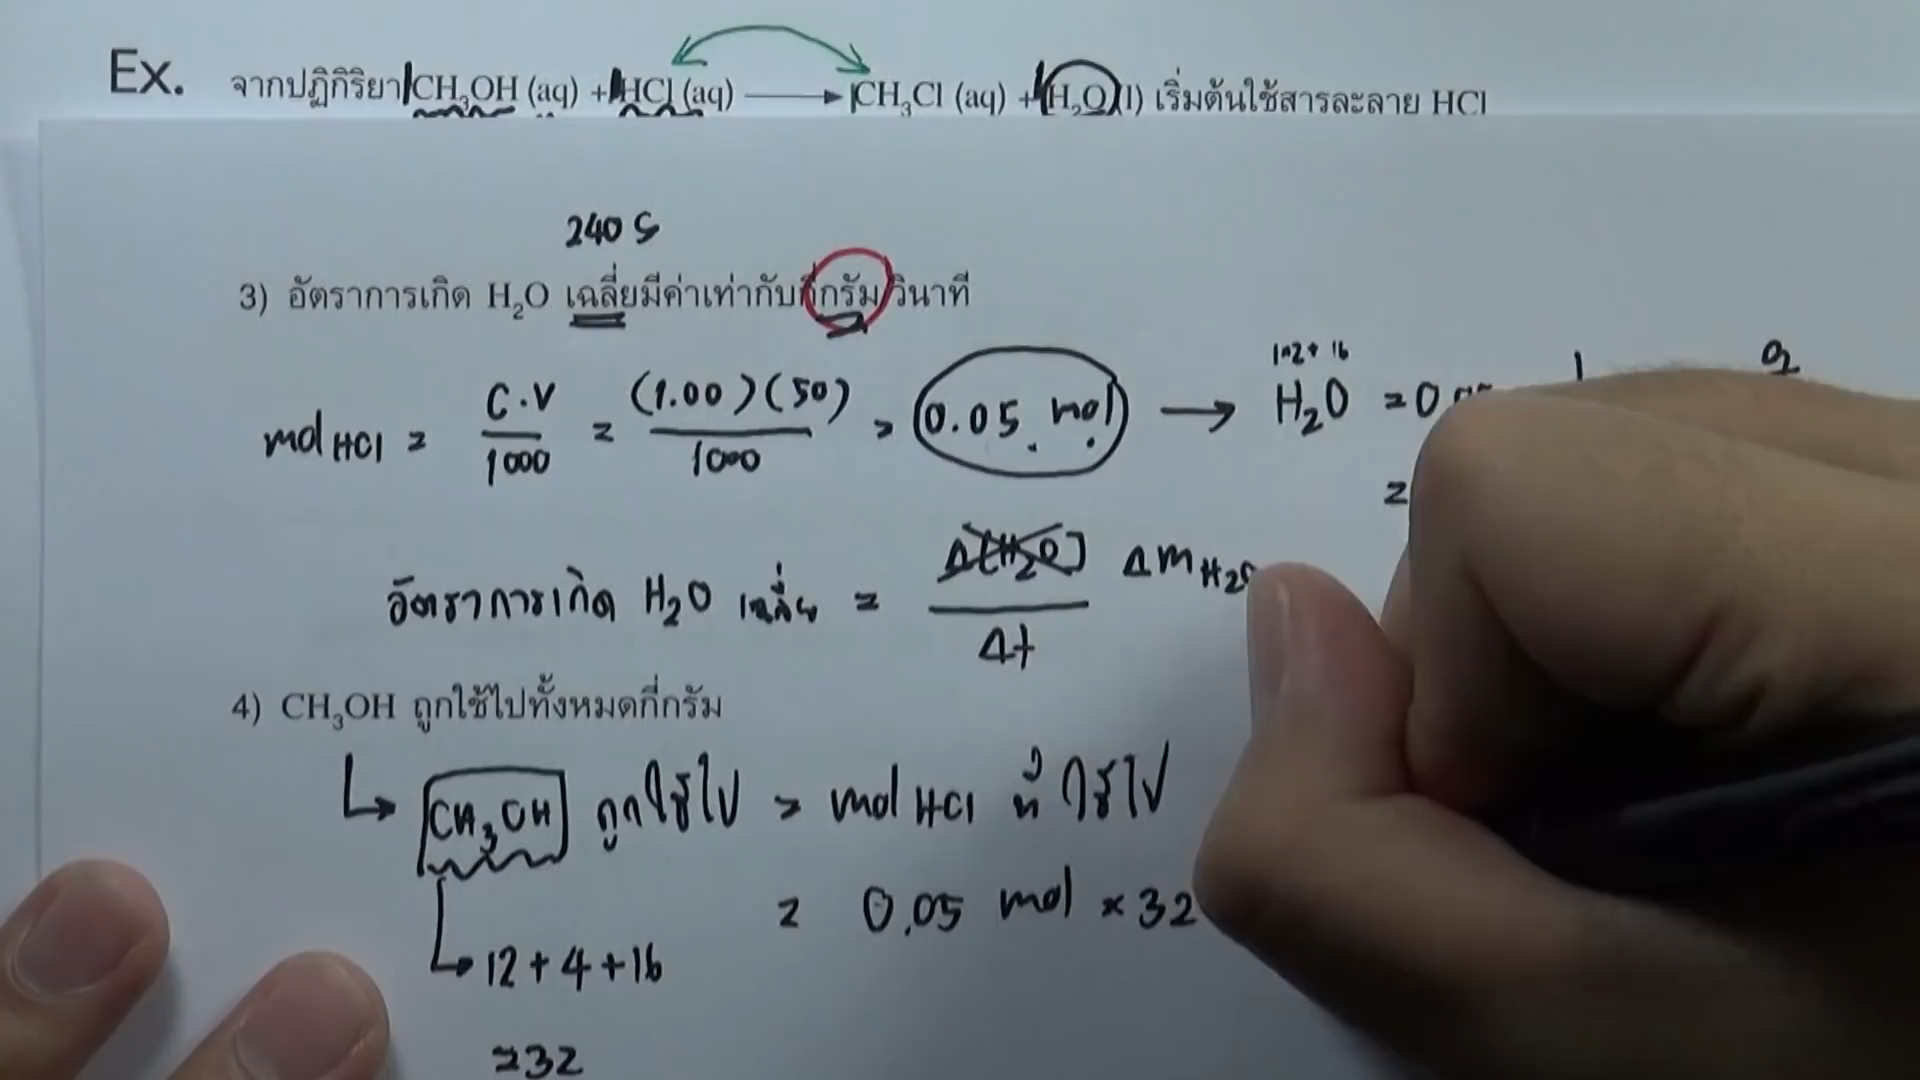 Ex. จากปฏิกิริยา CH₃OH (aq) + HCl (aq) ⟶ CH₃Cl (aq) + H₂O (l) เริ่มต้นใช้สารละลาย HCl
240 S
3) อัตราการเกิด H₂O เฉลี่ยมีค่าเท่ากับกี่กรัม/วินาที
1×2+16
mol HCl = C·V/1000 = (1.00)(50)/1000 = 0.05 mol → H₂O = 0
=
อัตราการเกิด H₂O เฉลี่ย = Δ[H₂O]/Δt Δm H₂O
4) CH₃OH ถูกใช้ไปทั้งหมดกี่กรัม
CH₃OH ถูกใช้ไป = mol HCl ที่ใช้ไป
= 0.05 mol × 32
12 + 4 + 16
= 32